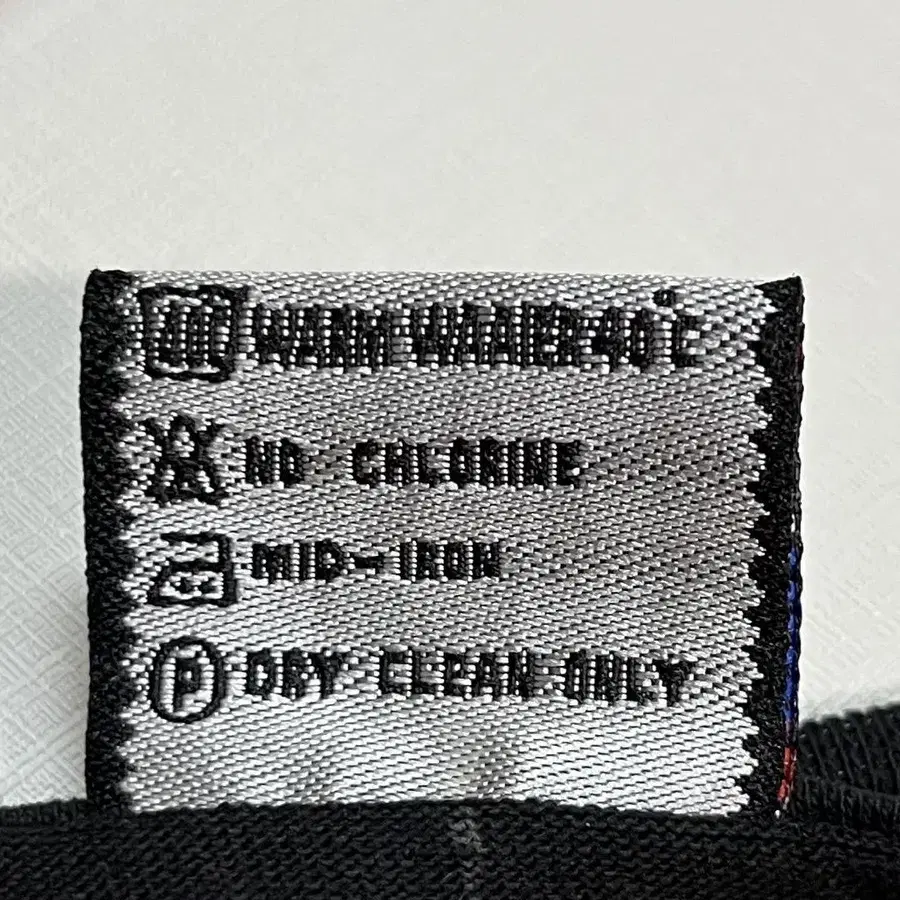 WARM WATER 40°C
NO CHLORINE
MID-IRON
P DRY CLEAN ONLY